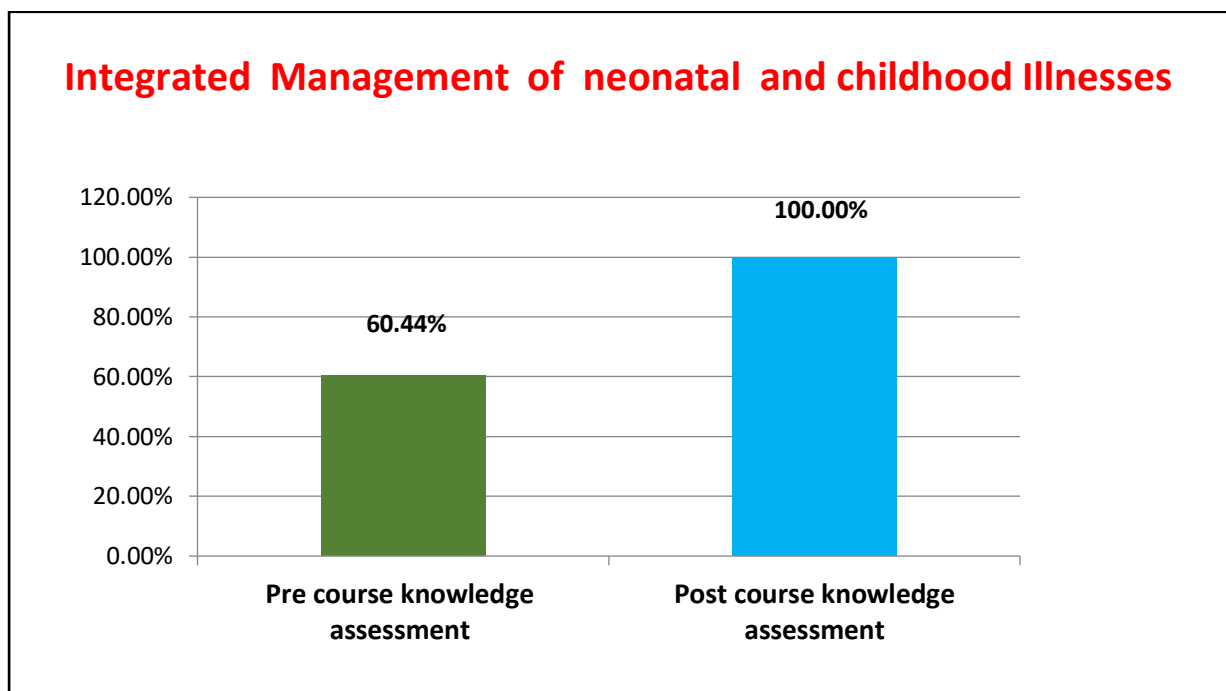 Integrated Management of neonatal and childhood Illnesses
120.00%
100.00%
80.00%
60.00%
40.00%
20.00%
0.00%
60.44%
100.00%
Pre course knowledge
assessment
Post course knowledge
assessment